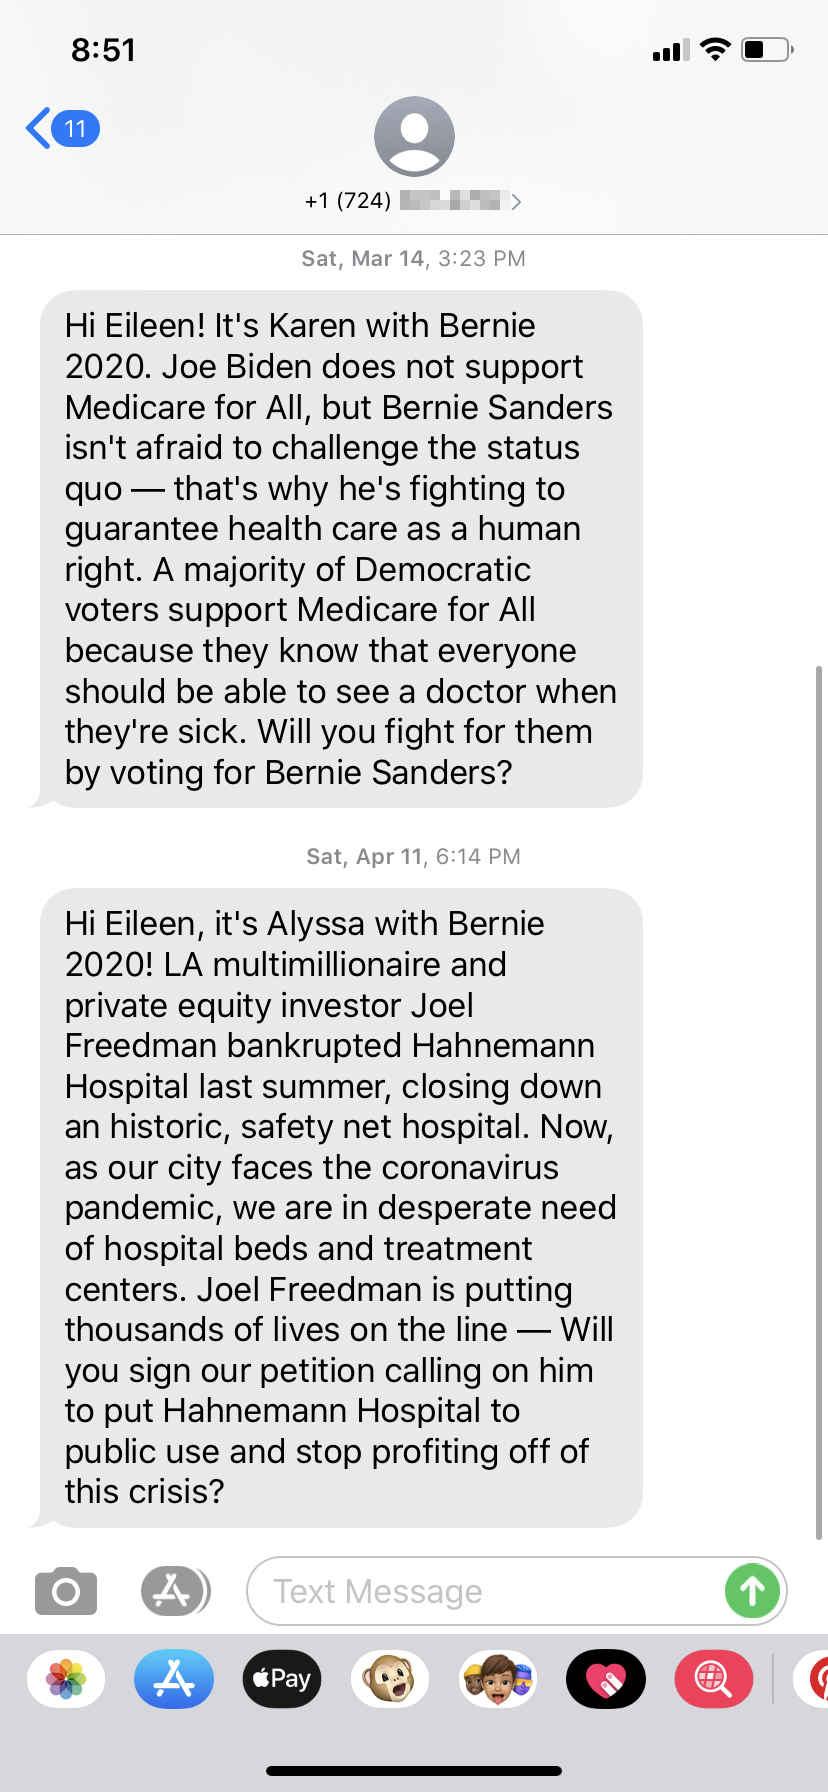 8:51
11
+1 (724)
Sat, Mar 14, 3:23 PM
Hi Eileen! It's Karen with Bernie
2020. Joe Biden does not support
Medicare for All, but Bernie Sanders
isn't afraid to challenge the status
quo — that's why he's fighting to
guarantee health care as a human
right. A majority of Democratic
voters support Medicare for All
because they know that everyone
should be able to see a doctor when
they're sick. Will you fight for them
by voting for Bernie Sanders?
Sat, Apr 11, 6:14 PM
Hi Eileen, it's Alyssa with Bernie
2020! LA multimillionaire and
private equity investor Joel
Freedman bankrupted Hahnemann
Hospital last summer, closing down
an historic, safety net hospital. Now,
as our city faces the coronavirus
pandemic, we are in desperate need
of hospital beds and treatment
centers. Joel Freedman is putting
thousands of lives on the line — Will
you sign our petition calling on him
to put Hahnemann Hospital to
public use and stop profiting off of
this crisis?
Text Message
Pay